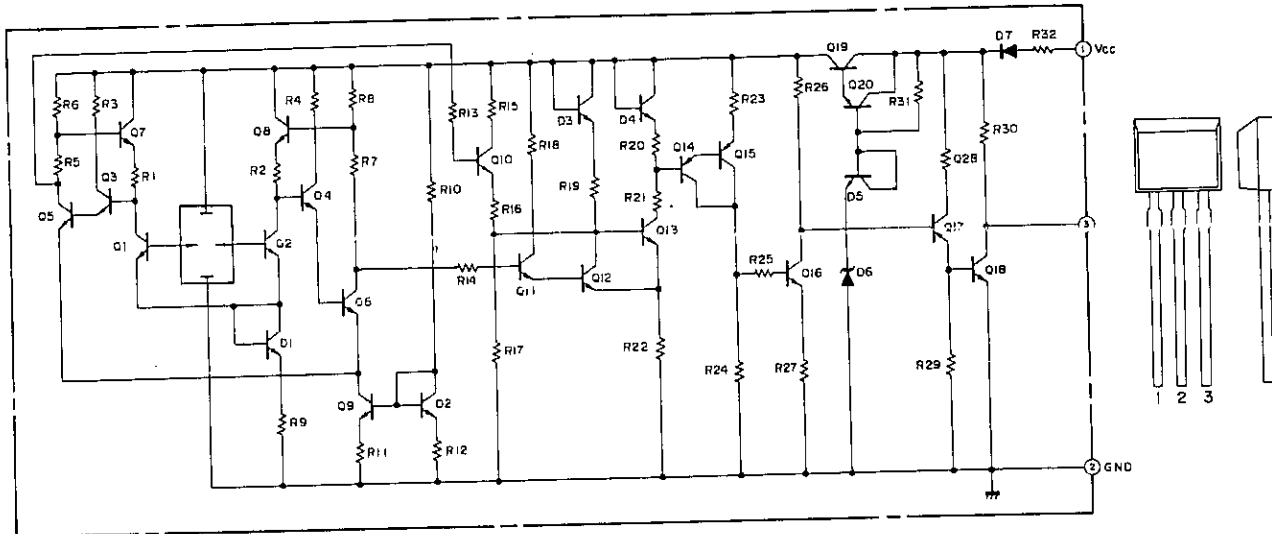 D7 R32 1 Vcc
Q19
R6 R3 R4 R8 R13 R15 D3 D4 R23 R26 Q20 R31 R30
Q7 Q8 R18
R5 Q3 R1 R2 Q4 R7 R10 Q10 R20 Q14 Q15 Q28
R19
Q5 R16 R21 D5
Q1 Q2 Q13 Q17 3
R14 Q11 Q12 R25 Q16 D6 Q18
Q6
D1 R17 R22 R24 R27 R29
Q9 D2
R9 R11 R12
2 GND
1 2 3